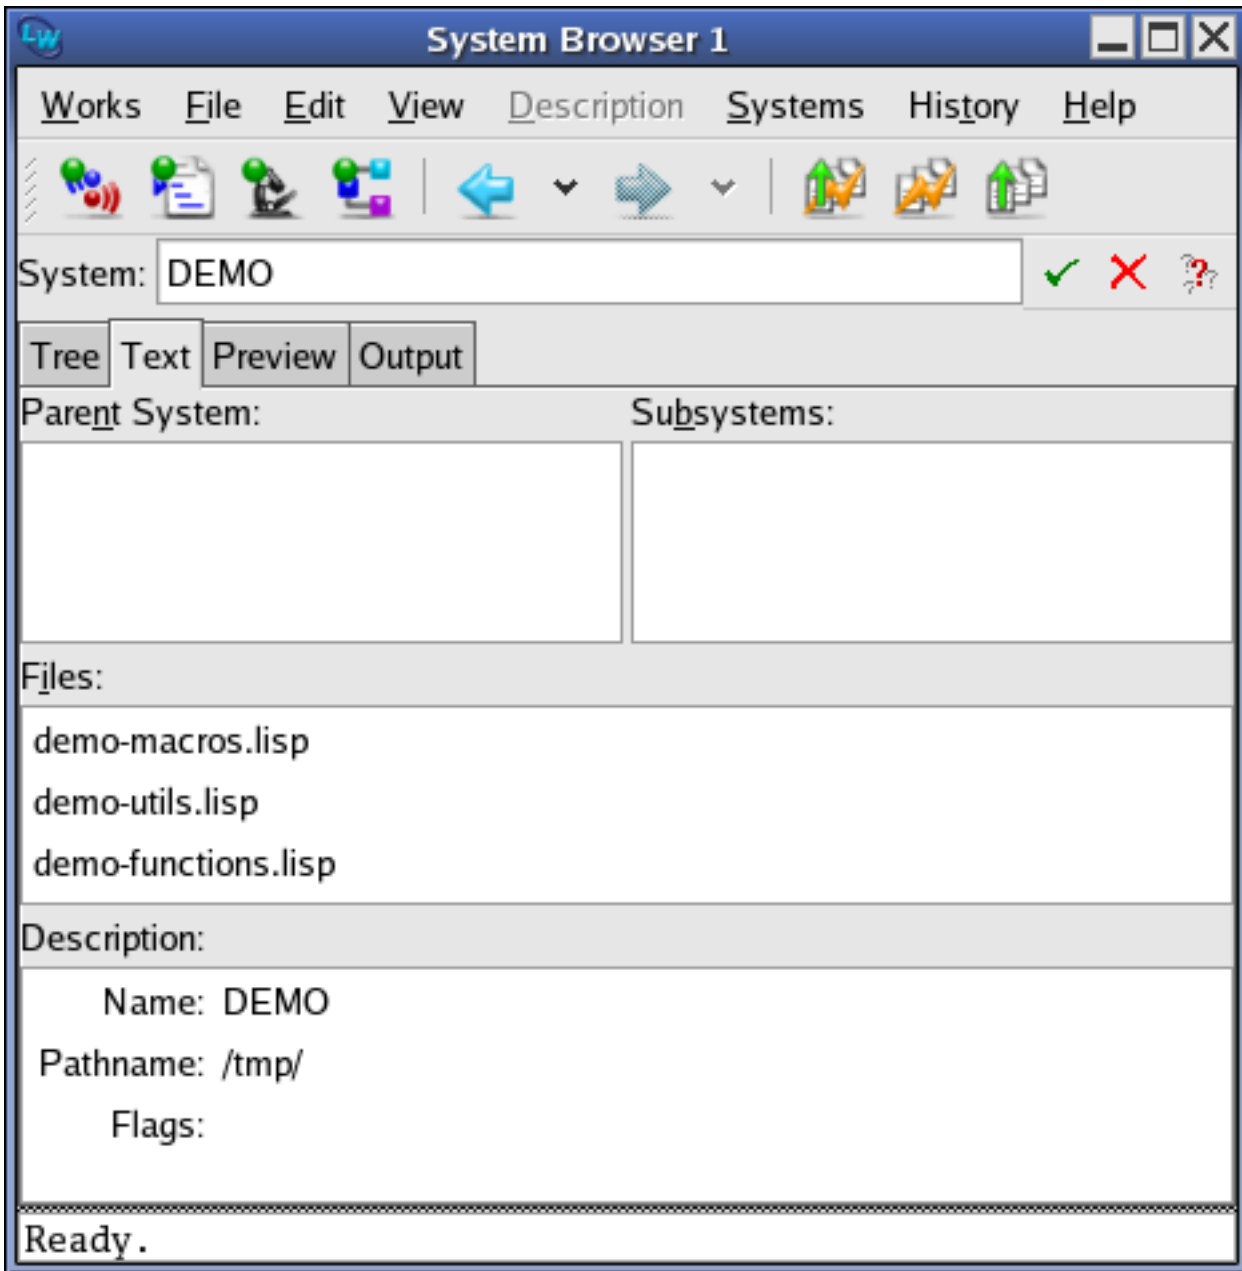 LW System Browser 1
Works File Edit View Description Systems History Help
System: DEMO
Tree Text Preview Output
Parent System: Subsystems:
Files:
demo-macros.lisp
demo-utils.lisp
demo-functions.lisp
Description:
Name: DEMO
Pathname: /tmp/
Flags:
Ready.